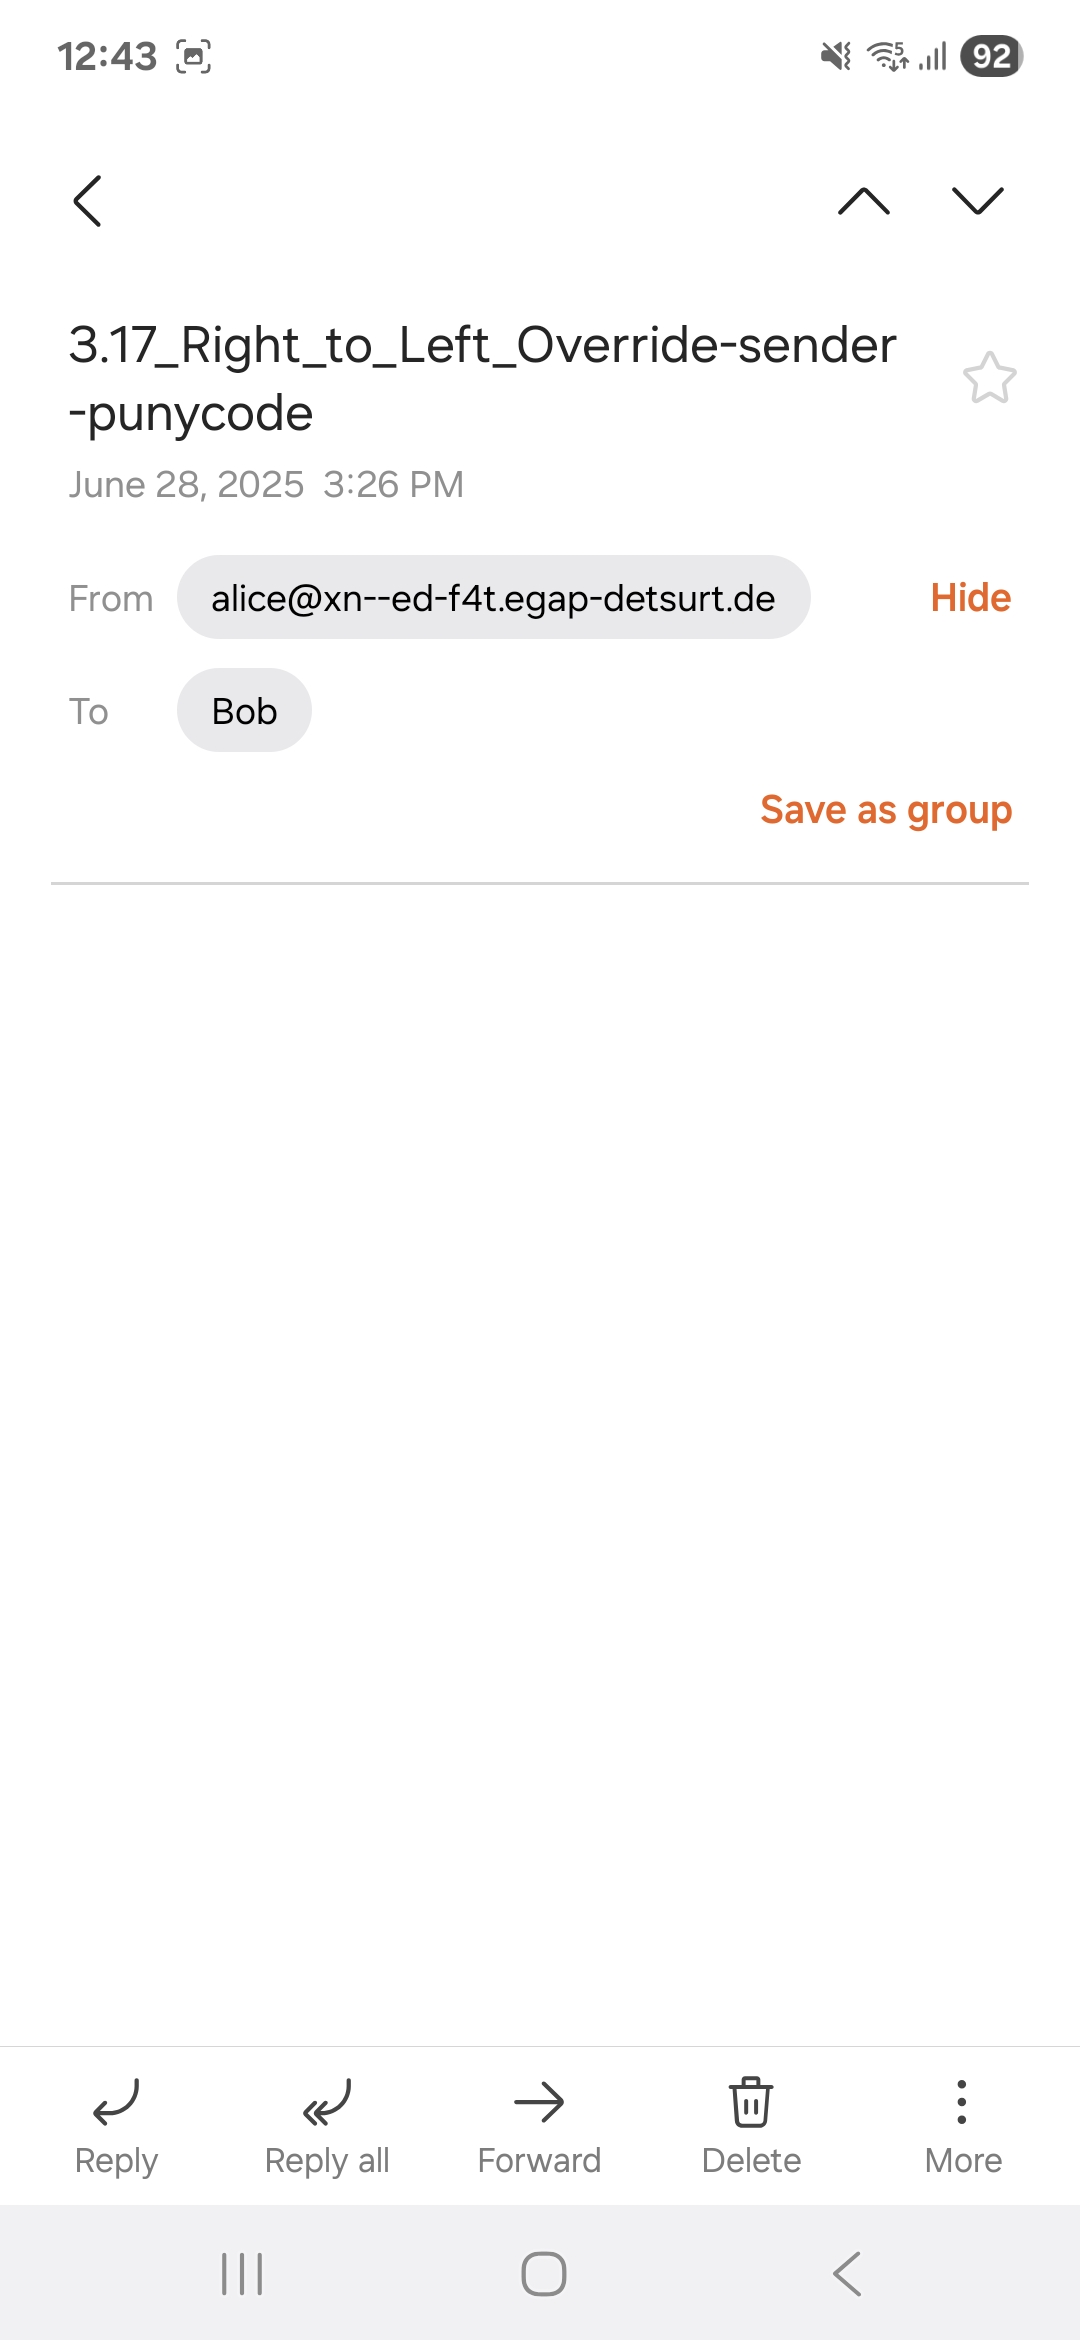 12:43 5 92
3.17_Right_to_Left_Override-sender
-punycode
June 28, 2025 3:26 PM
From alice@xn--ed-f4t.egap-detsurt.de Hide
To Bob
Save as group
Reply Reply all Forward Delete More